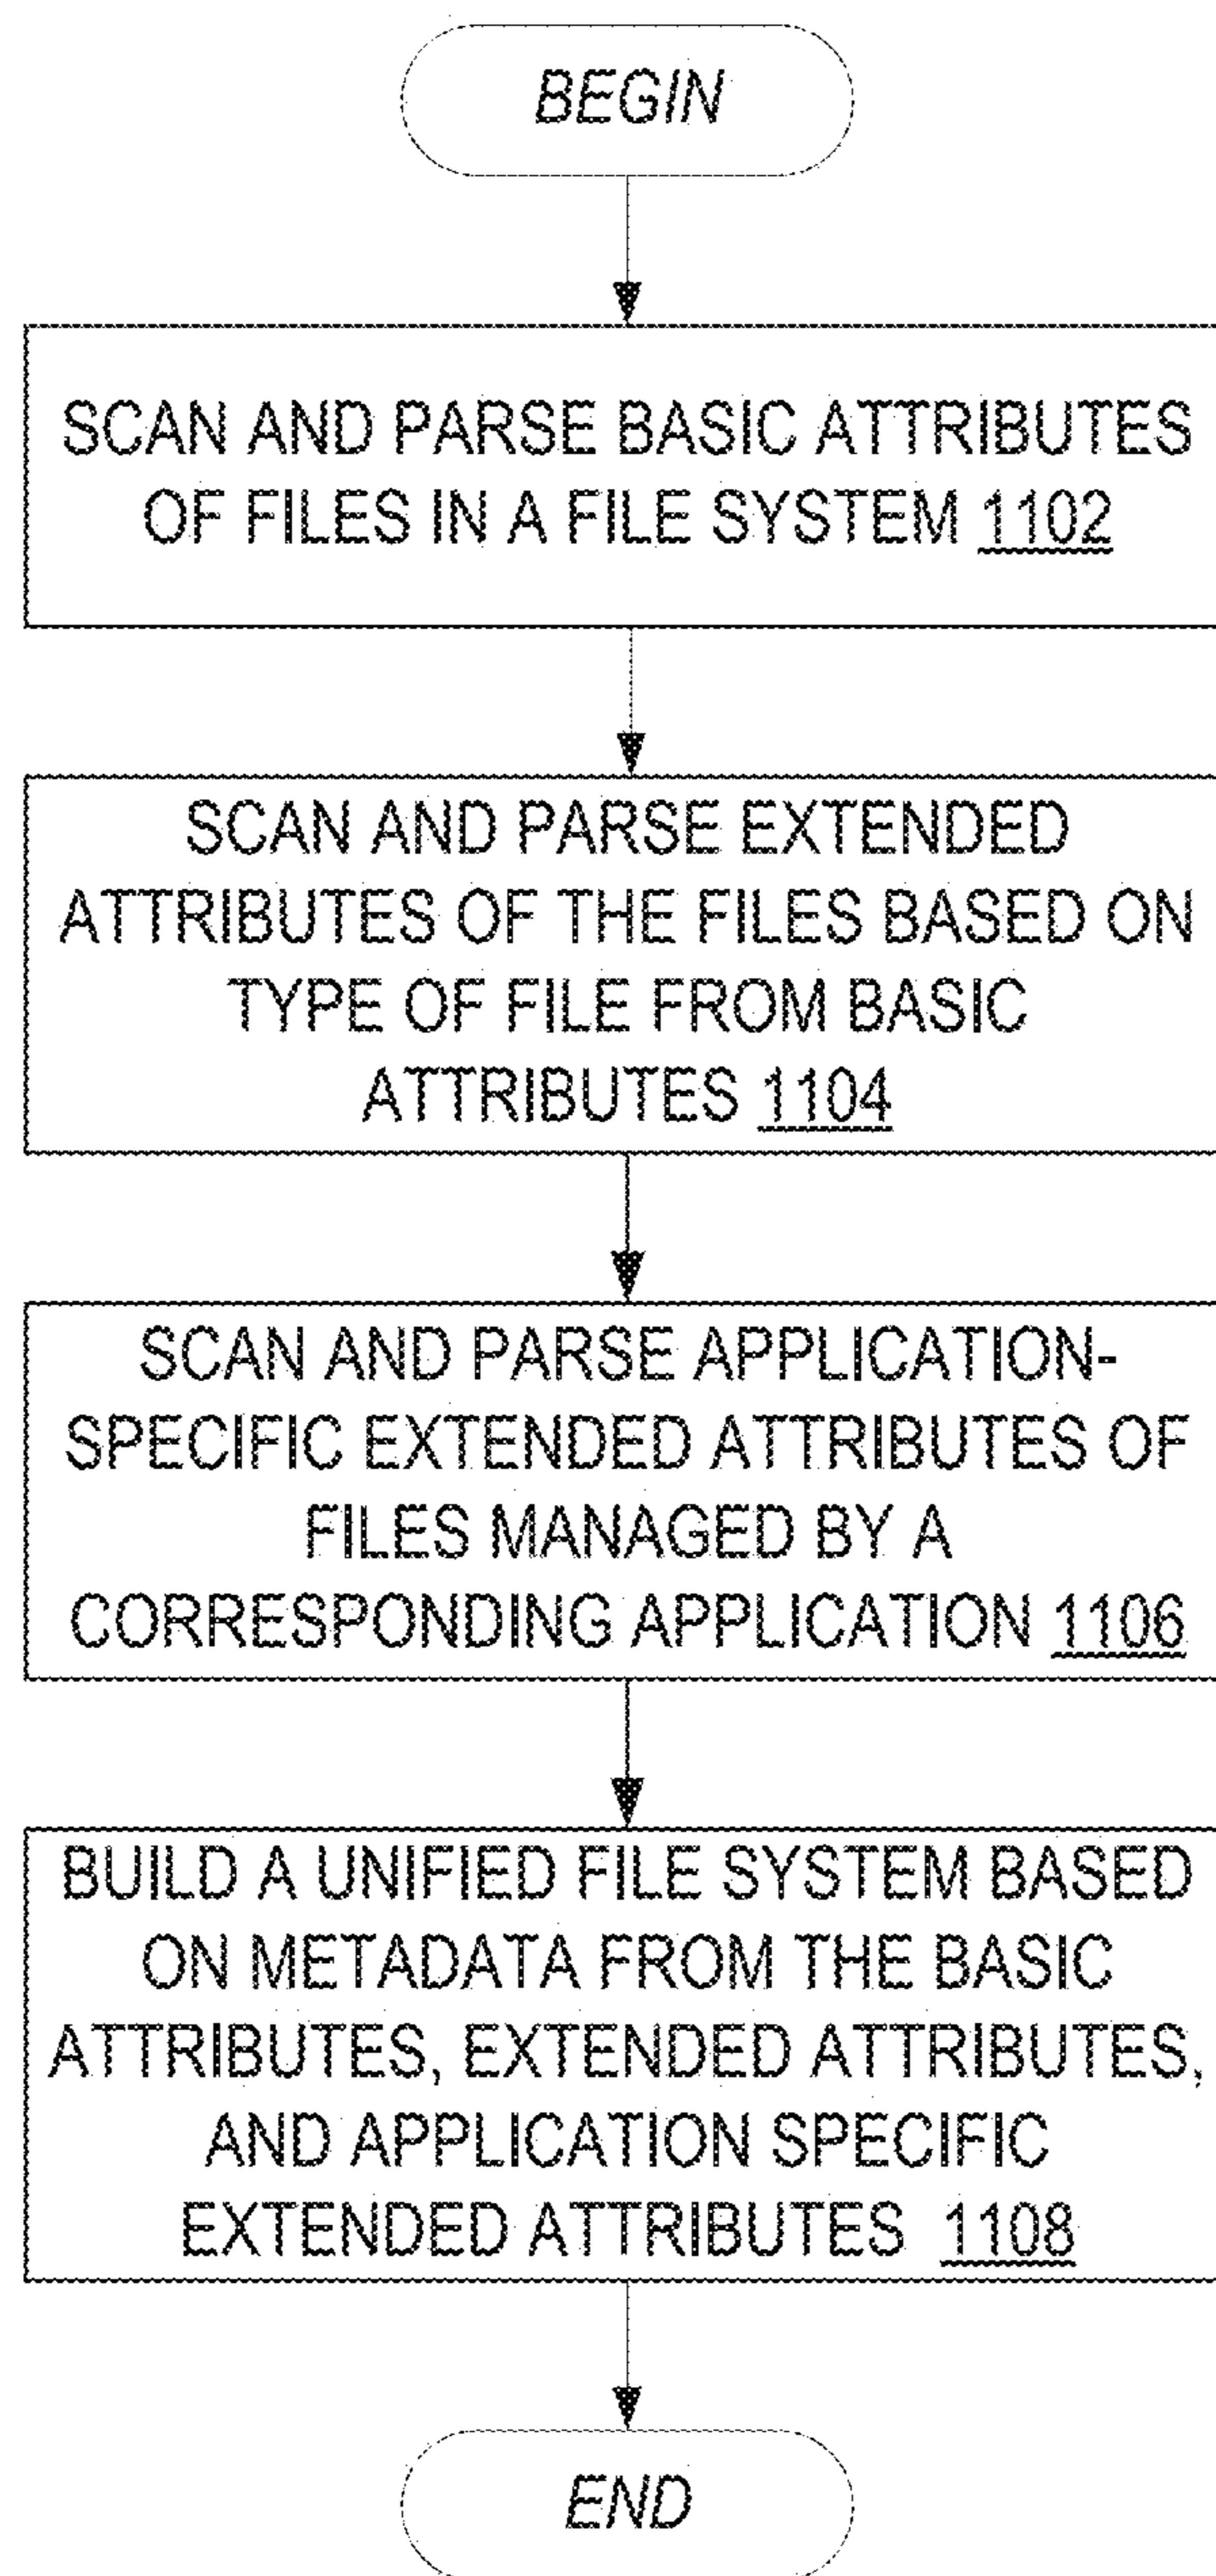 BEGIN
SCAN AND PARSE BASIC ATTRIBUTES
OF FILES IN A FILE SYSTEM 1102
SCAN AND PARSE EXTENDED
ATTRIBUTES OF THE FILES BASED ON
TYPE OF FILE FROM BASIC
ATTRIBUTES 1104
SCAN AND PARSE APPLICATION-
SPECIFIC EXTENDED ATTRIBUTES OF
FILES MANAGED BY A
CORRESPONDING APPLICATION 1106
BUILD A UNIFIED FILE SYSTEM BASED
ON METADATA FROM THE BASIC
ATTRIBUTES, EXTENDED ATTRIBUTES,
AND APPLICATION SPECIFIC
EXTENDED ATTRIBUTES 1108
END